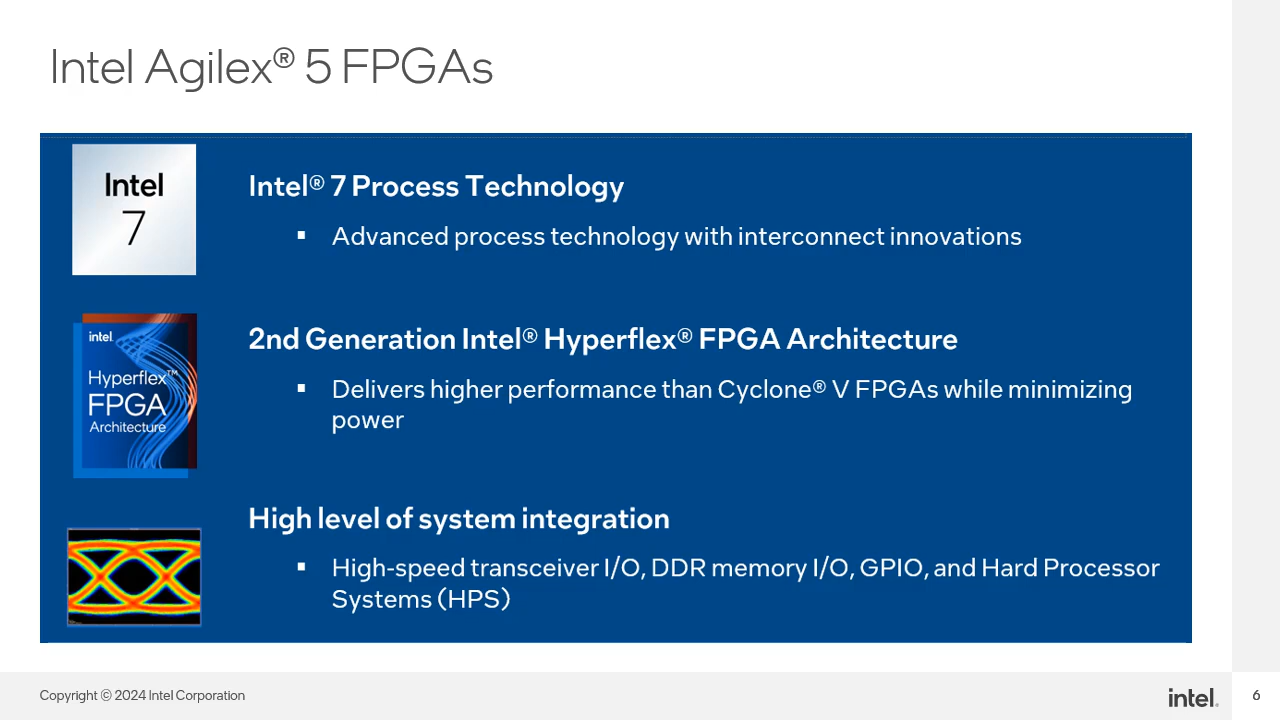 Intel Agilex® 5 FPGAs
Intel
7
Intel® 7 Process Technology
▪ Advanced process technology with interconnect innovations
intel.
Hyperflex™
FPGA
Architecture
2nd Generation Intel® Hyperflex® FPGA Architecture
▪ Delivers higher performance than Cyclone® V FPGAs while minimizing
power
High level of system integration
▪ High-speed transceiver I/O, DDR memory I/O, GPIO, and Hard Processor
Systems (HPS)
Copyright © 2024 Intel Corporation
intel.
6